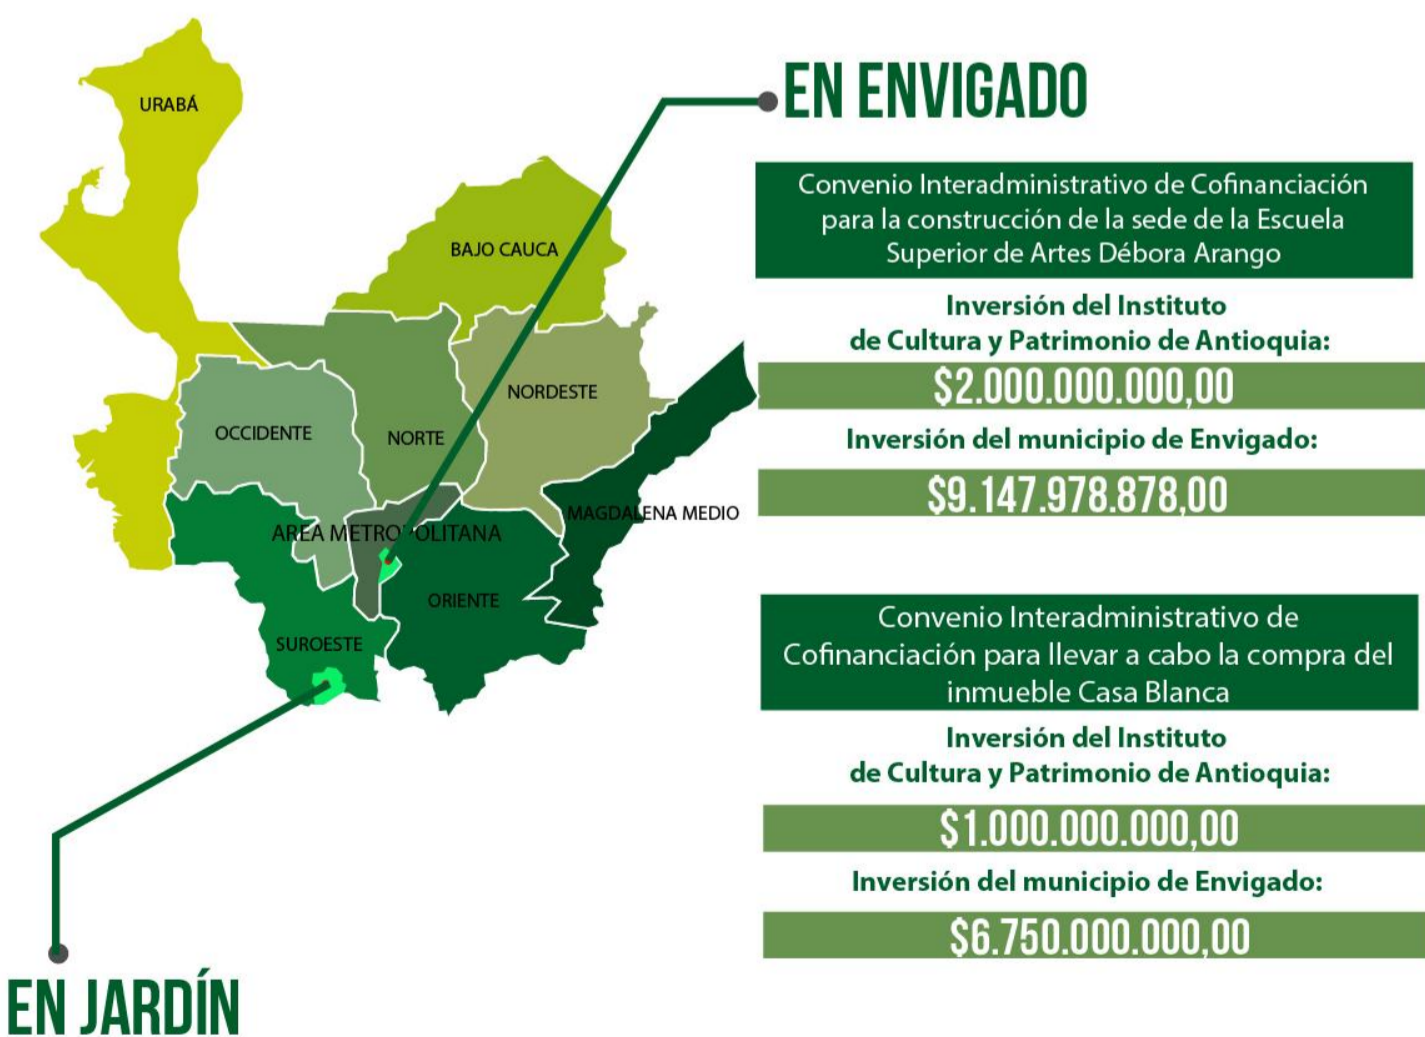 URABÁ
BAJO CAUCA
NORDESTE
OCCIDENTE
NORTE
MAGDALENA MEDIO
AREA METROPOLITANA
ORIENTE
SUROESTE
EN ENVIGADO
Convenio Interadministrativo de Cofinanciación
para la construcción de la sede de la Escuela
Superior de Artes Débora Arango
Inversión del Instituto
de Cultura y Patrimonio de Antioquia:
$2.000.000.000,00
Inversión del municipio de Envigado:
$9.147.978.878,00
Convenio Interadministrativo de
Cofinanciación para llevar a cabo la compra del
inmueble Casa Blanca
Inversión del Instituto
de Cultura y Patrimonio de Antioquia:
$1.000.000.000,00
Inversión del municipio de Envigado:
$6.750.000.000,00
EN JARDÍN